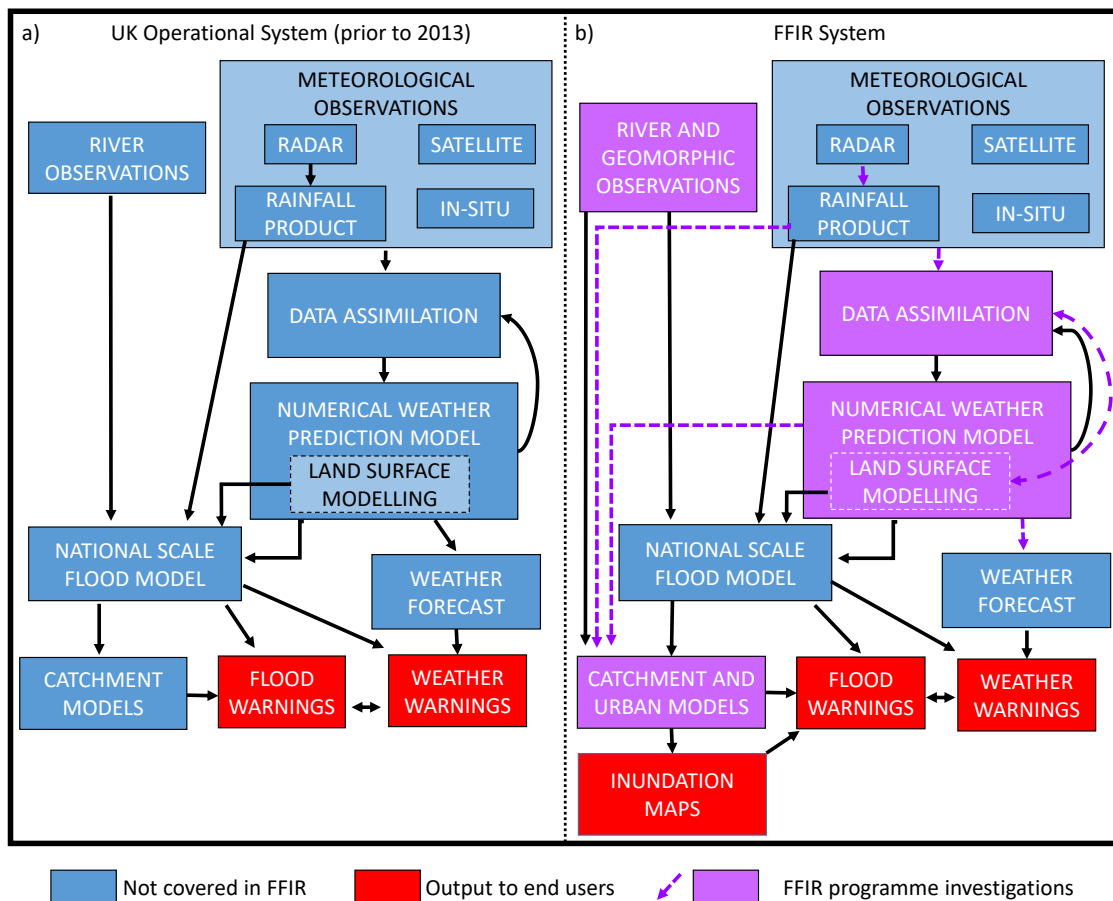 a)
UK Operational System (prior to 2013)
METEOROLOGICAL
OBSERVATIONS
RADAR
SATELLITE
RIVER
OBSERVATIONS
RAINFALL
PRODUCT
IN-SITU
DATA ASSIMILATION
NUMERICAL WEATHER
PREDICTION MODEL
LAND SURFACE
MODELLING
NATIONAL SCALE
FLOOD MODEL
WEATHER
FORECAST
CATCHMENT
MODELS
FLOOD
WARNINGS
WEATHER
WARNINGS
b)
FFIR System
METEOROLOGICAL
OBSERVATIONS
RIVER AND
GEOMORPHIC
OBSERVATIONS
RADAR
SATELLITE
RAINFALL
PRODUCT
IN-SITU
DATA ASSIMILATION
NUMERICAL WEATHER
PREDICTION MODEL
LAND SURFACE
MODELLING
NATIONAL SCALE
FLOOD MODEL
WEATHER
FORECAST
CATCHMENT AND
URBAN MODELS
FLOOD
WARNINGS
WEATHER
WARNINGS
INUNDATION
MAPS
Not covered in FFIR
Output to end users
FFIR programme investigations